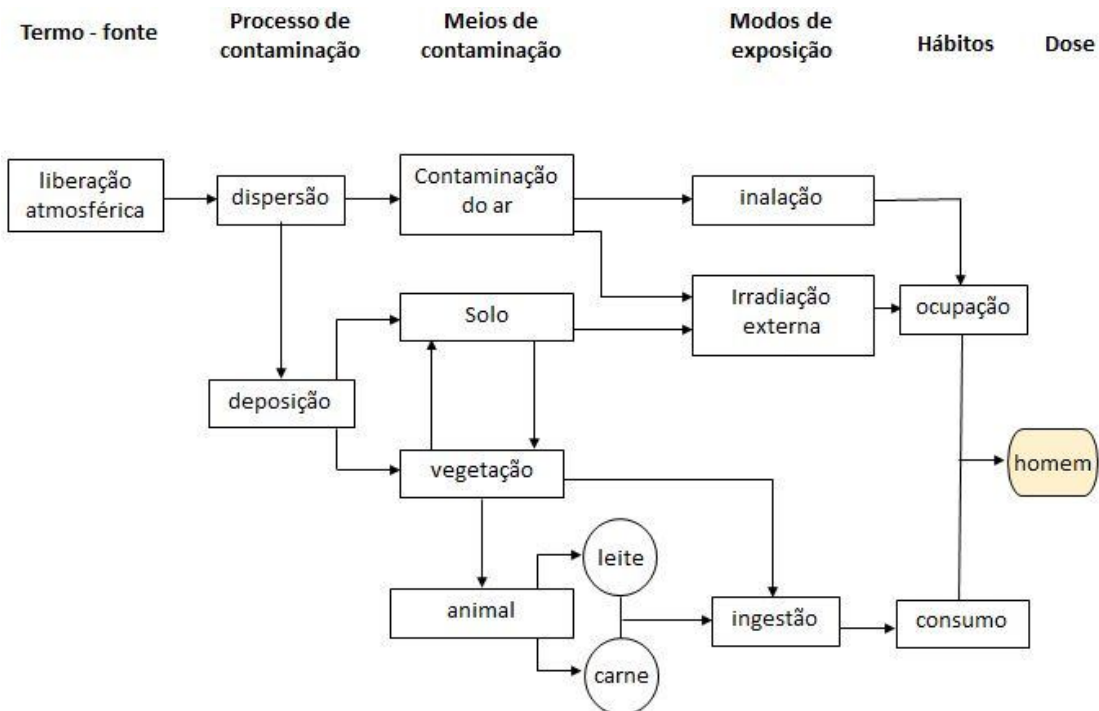 Termo - fonte
Processo de
contaminação
Meios de
contaminação
Modos de
exposição
Hábitos
Dose
liberação
atmosférica
dispersão
Contaminação
do ar
inalação
Solo
Irradiação
externa
ocupação
deposição
vegetação
homem
leite
animal
ingestão
consumo
carne